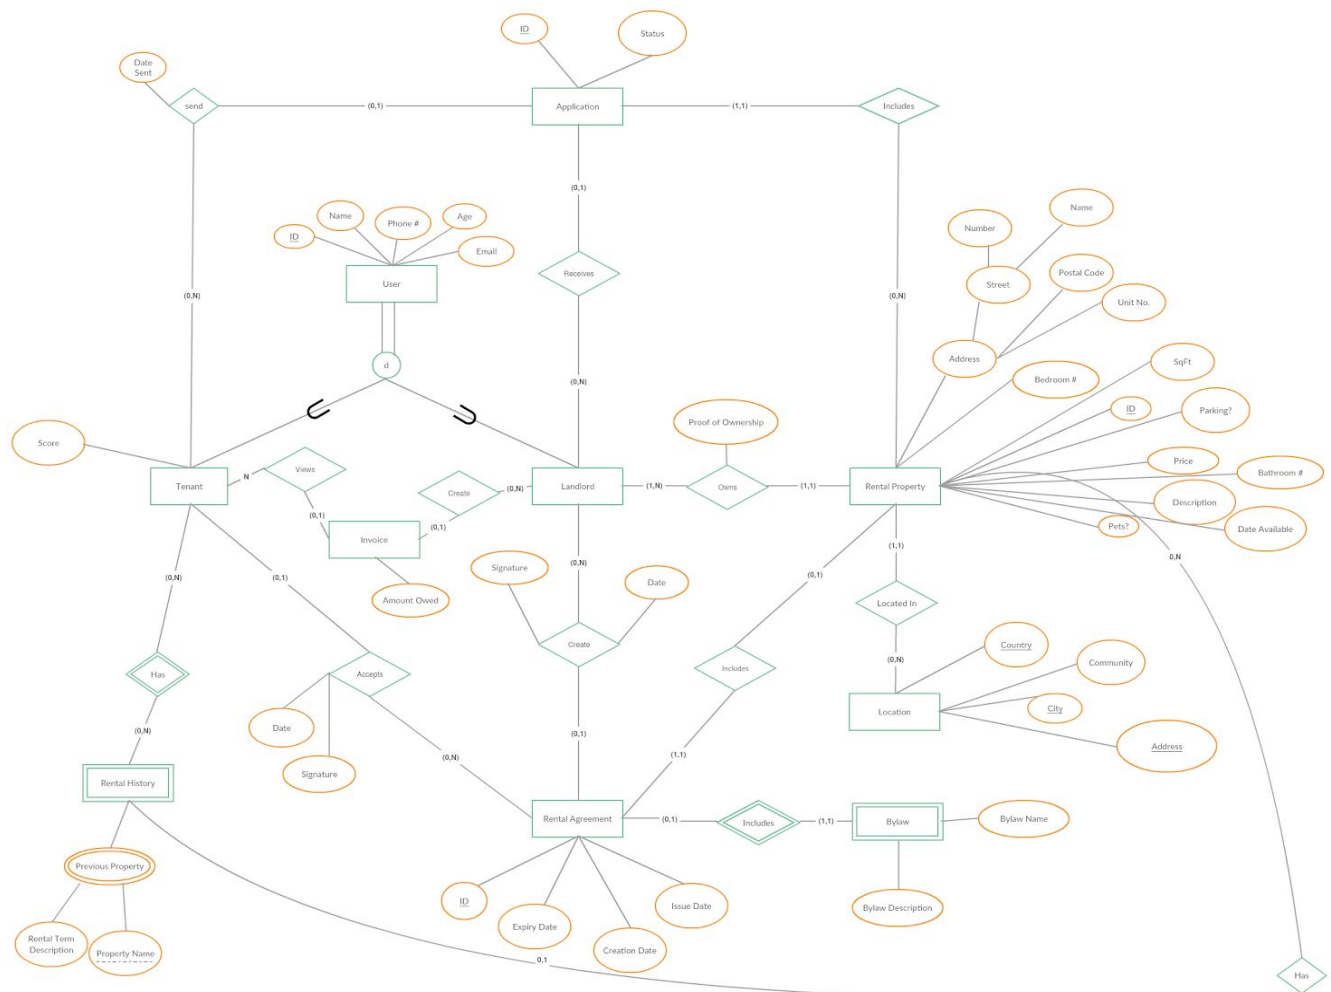 ID
Status
Date
Sent
send
(0,1)
Application
(1,1)
Includes
(0,1)
Name
Phone #
Age
ID
Email
User
Receives
(0,N)
(0,N)
Number
Name
Street
Postal Code
Unit No.
Address
SqFt
d
Bedroom #
(0,N)
ID
Parking?
Score
Proof of Ownership
Price
Bathroom #
Views
N
Tenant
Create
(0,N)
Landlord
(1,N)
Owns
(1,1)
Rental Property
Description
Date Available
Pets?
(0,1)
(0,1)
Invoice
(1,1)
0,N
Signature
(0,N)
Date
(0,N)
(0,1)
(0,1)
Amount Owed
Located In
Create
Country
Community
(0,N)
Has
Accepts
Includes
Location
City
Address
Date
(0,N)
Signature
(0,N)
(0,1)
(1,1)
Rental History
Rental Agreement
(0,1)
Includes
(1,1)
Bylaw
Bylaw Name
Previous Property
ID
Issue Date
Bylaw Description
Expiry Date
Rental Term
Description
Property Name
Creation Date
0,1
Has